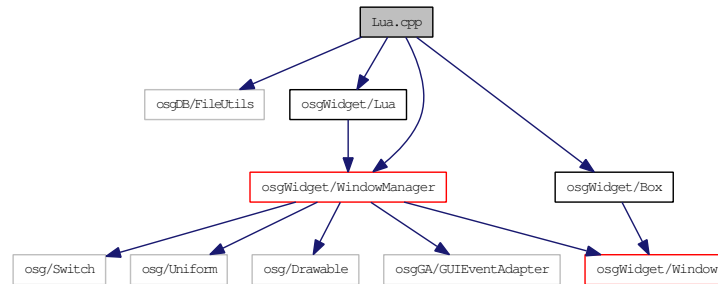 Lua.cpp
osgDB/FileUtils
osgWidget/Lua
osgWidget/WindowManager
osgWidget/Box
osg/Switch
osg/Uniform
osg/Drawable
osgGA/GUIEventAdapter
osgWidget/Window